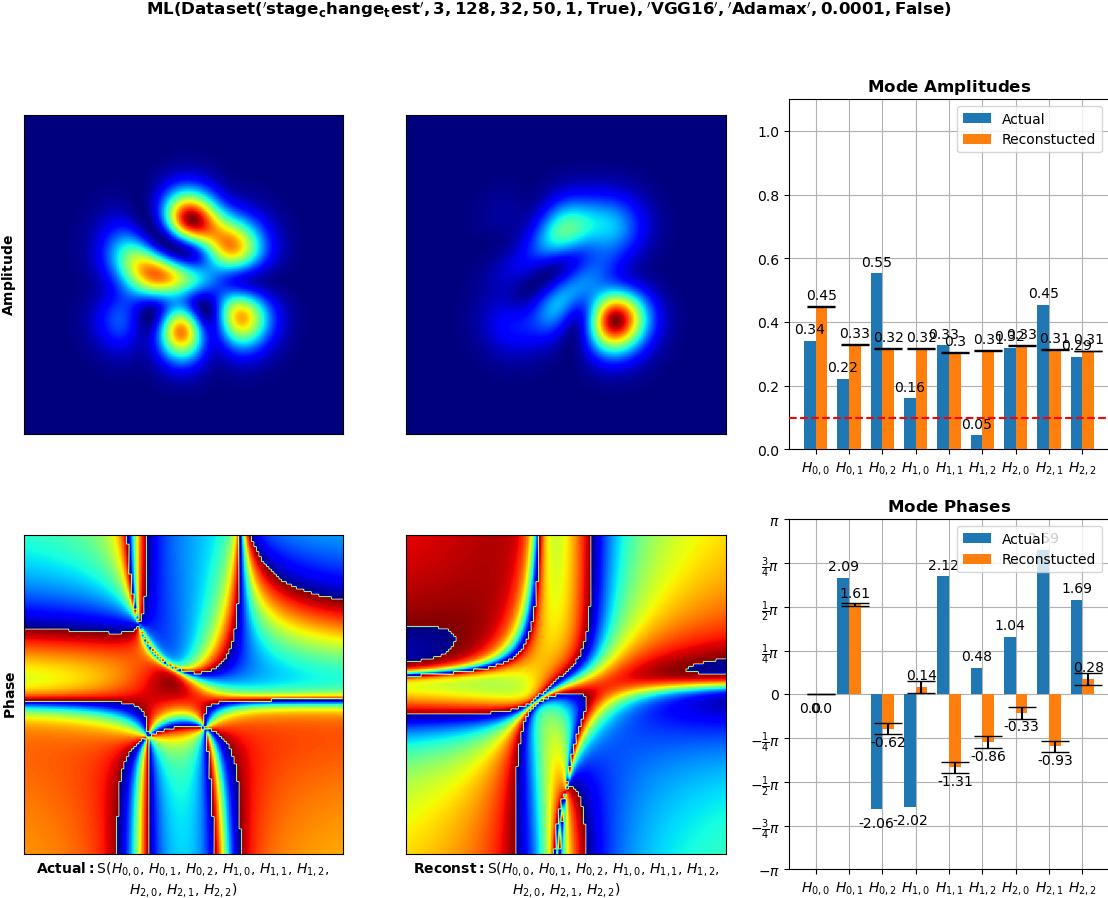 ML(Dataset('stage_change_test', 3, 128, 32, 50, 1, True), 'VGG16', 'Adamax', 0.0001, False)
Amplitude
Mode Amplitudes
Actual
Reconstucted
1.0
0.8
0.6
0.4
0.2
0.0
0.34 0.22 0.55 0.16 0.33 0.05 0.32 0.45 0.29
0.45 0.33 0.32 0.32 0.3 0.31 0.33 0.31 0.31
H0,0 H0,1 H0,2 H1,0 H1,1 H1,2 H2,0 H2,1 H2,2
Phase
Actual: S(H0,0, H0,1, H0,2, H1,0, H1,1, H1,2,
H2,0, H2,1, H2,2)
Reconst: S(H0,0, H0,1, H0,2, H1,0, H1,1, H1,2,
H2,0, H2,1, H2,2)
Mode Phases
Actual
Reconstucted
π
3/4π
1/2π
1/4π
0
−1/4π
−1/2π
−3/4π
−π
0.0 2.09 -2.06 -2.02 2.12 0.48 1.04 1.69
0.0 1.61 -0.62 0.14 -1.31 -0.86 -0.33 -0.93 0.28
H0,0 H0,1 H0,2 H1,0 H1,1 H1,2 H2,0 H2,1 H2,2